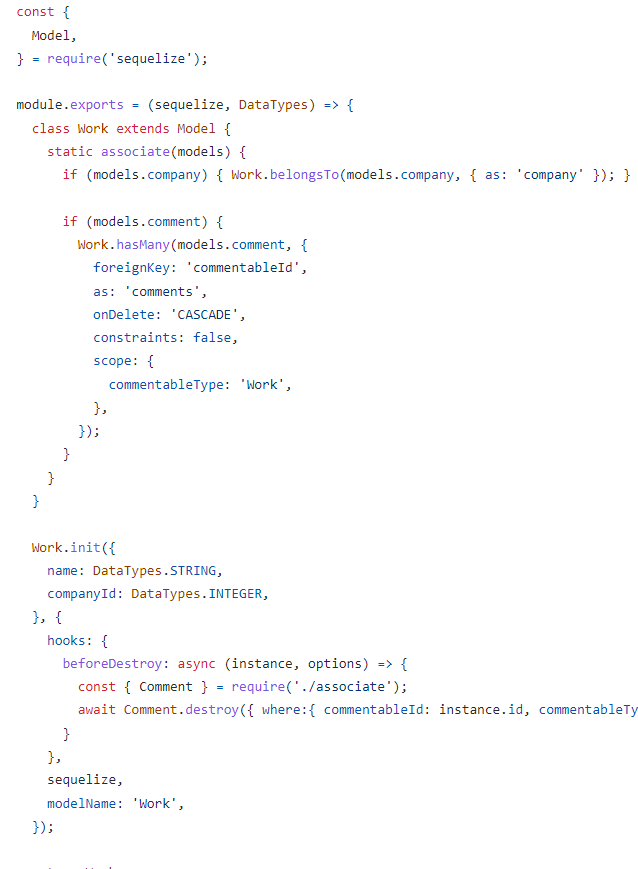 const {
  Model,
} = require('sequelize');

module.exports = (sequelize, DataTypes) => {
  class Work extends Model {
    static associate(models) {
      if (models.company) { Work.belongsTo(models.company, { as: 'company' }); }

      if (models.comment) {
        Work.hasMany(models.comment, {
          foreignKey: 'commentableId',
          as: 'comments',
          onDelete: 'CASCADE',
          constraints: false,
          scope: {
            commentableType: 'Work',
          },
        });
      }
    }
  }

  Work.init({
    name: DataTypes.STRING,
    companyId: DataTypes.INTEGER,
  }, {
    hooks: {
      beforeDestroy: async (instance, options) => {
        const { Comment } = require('./associate');
        await Comment.destroy({ where:{ commentableId: instance.id, commentableTy
      }
    },
    sequelize,
    modelName: 'Work',
  });